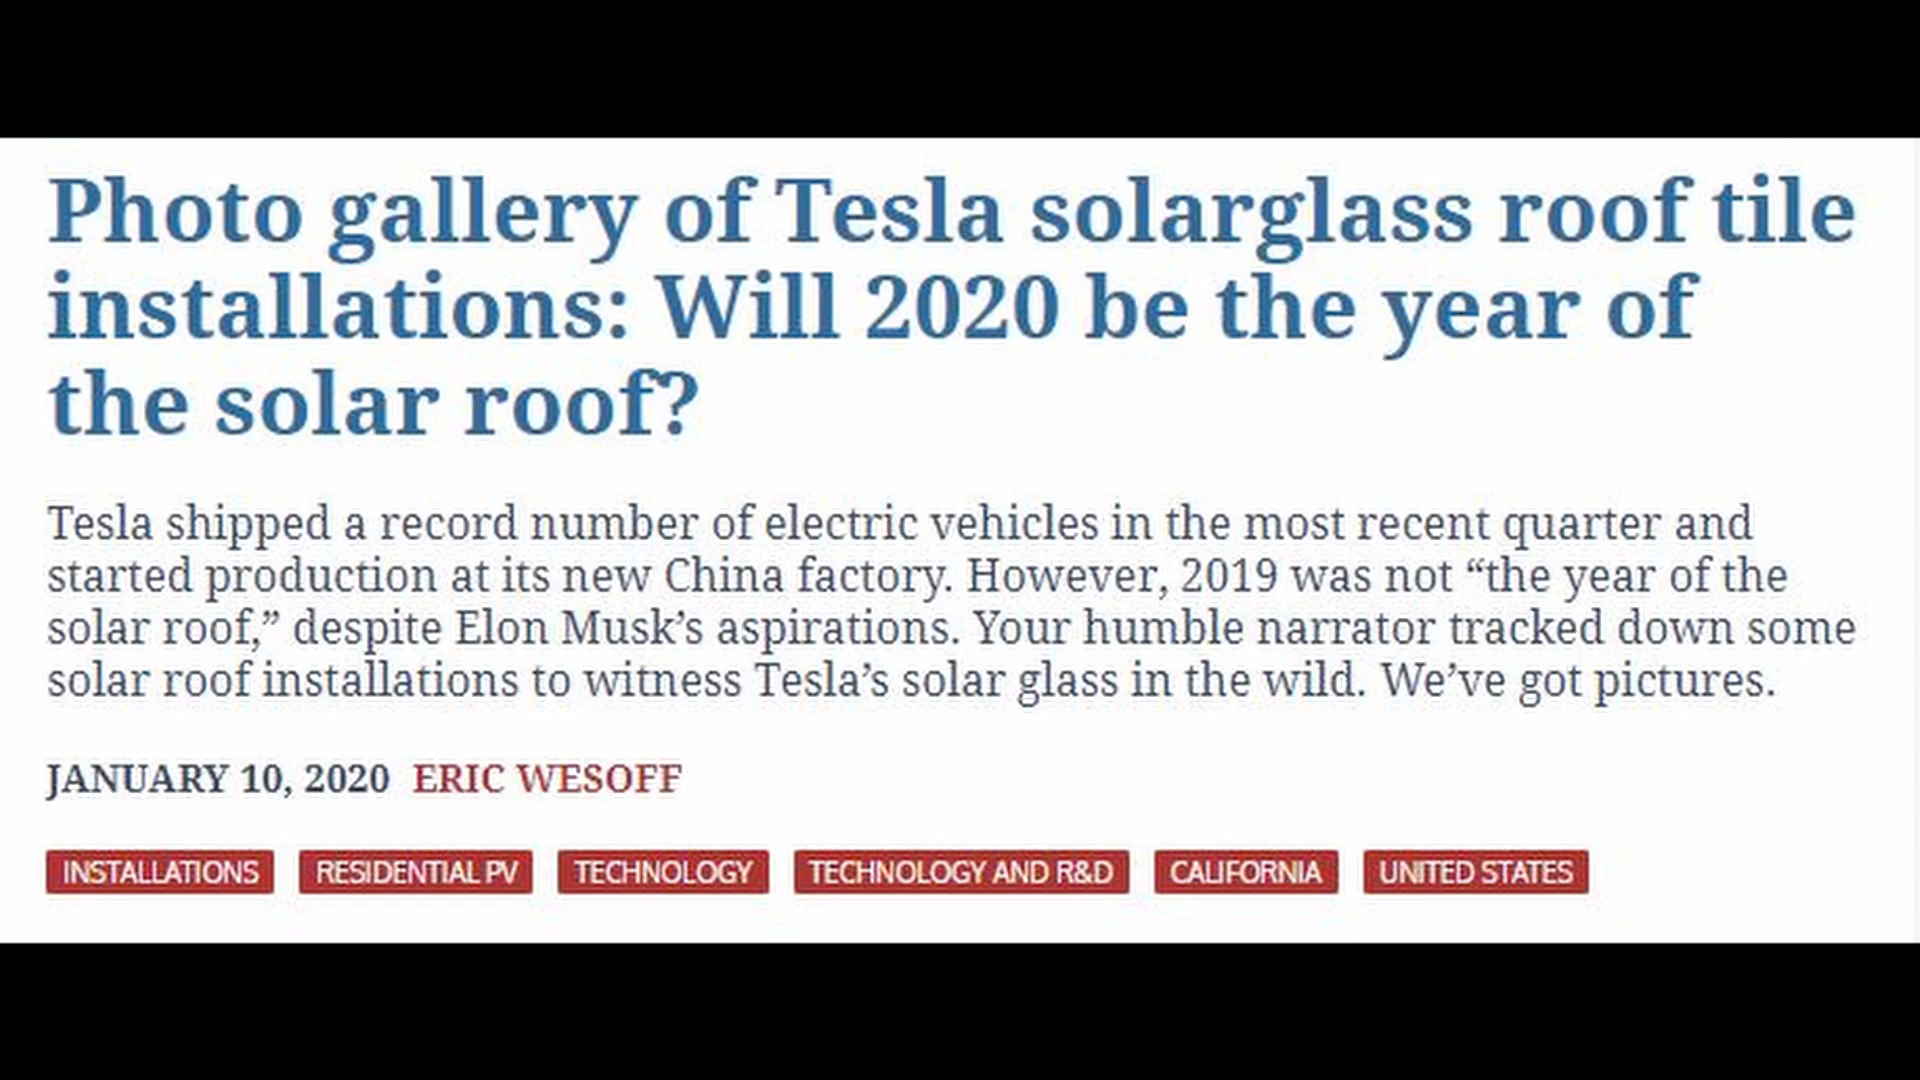 Photo gallery of Tesla solarglass roof tile
installations: Will 2020 be the year of
the solar roof?
Tesla shipped a record number of electric vehicles in the most recent quarter and
started production at its new China factory. However, 2019 was not “the year of the
solar roof,” despite Elon Musk’s aspirations. Your humble narrator tracked down some
solar roof installations to witness Tesla’s solar glass in the wild. We’ve got pictures.
JANUARY 10, 2020 ERIC WESOFF
INSTALLATIONS RESIDENTIAL PV TECHNOLOGY TECHNOLOGY AND R&D CALIFORNIA UNITED STATES